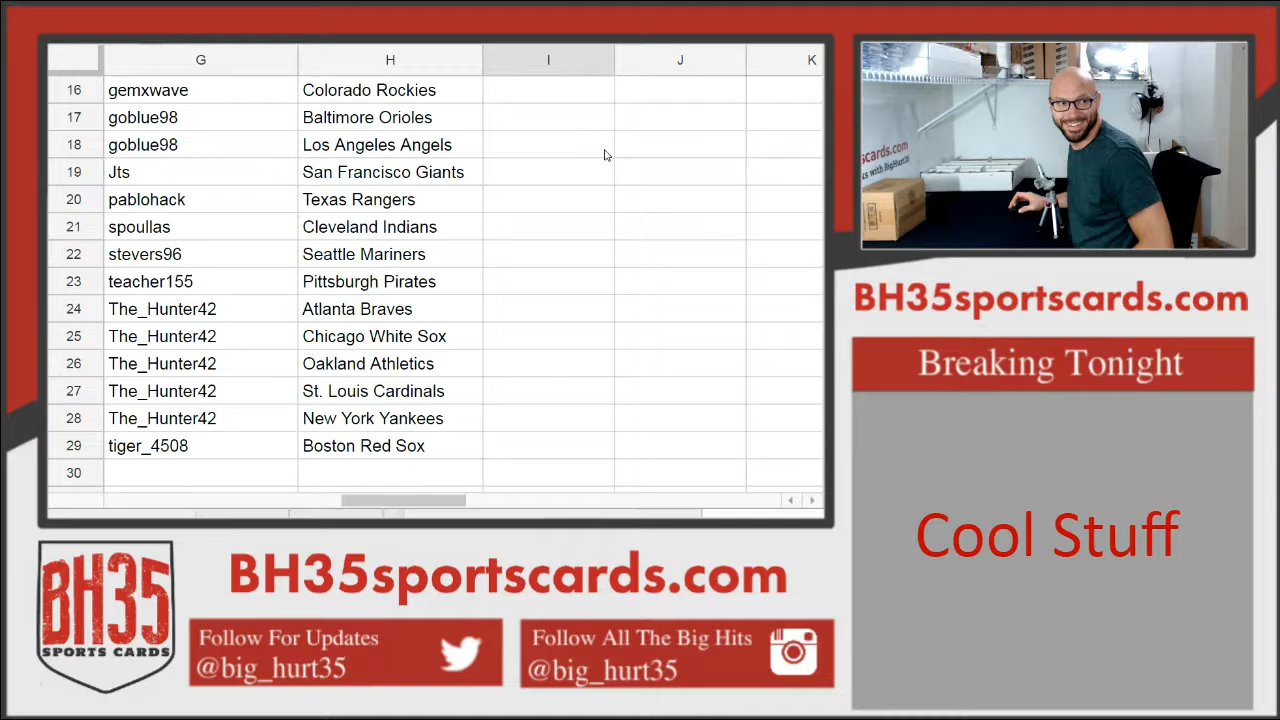 G H I J K
16 gemxwave Colorado Rockies
17 goblue98 Baltimore Orioles
18 goblue98 Los Angeles Angels
19 Jts San Francisco Giants
20 pablohack Texas Rangers
21 spoullas Cleveland Indians
22 stevers96 Seattle Mariners
23 teacher155 Pittsburgh Pirates
24 The_Hunter42 Atlanta Braves
25 The_Hunter42 Chicago White Sox
26 The_Hunter42 Oakland Athletics
27 The_Hunter42 St. Louis Cardinals
28 The_Hunter42 New York Yankees
29 tiger_4508 Boston Red Sox
30
cards.com
s with BigHurt35
BH35sportscards.com
Breaking Tonight
Cool Stuff
BH35
SPORTS CARDS
BH35sportscards.com
Follow For Updates
@big_hurt35
Follow All The Big Hits
@big_hurt35